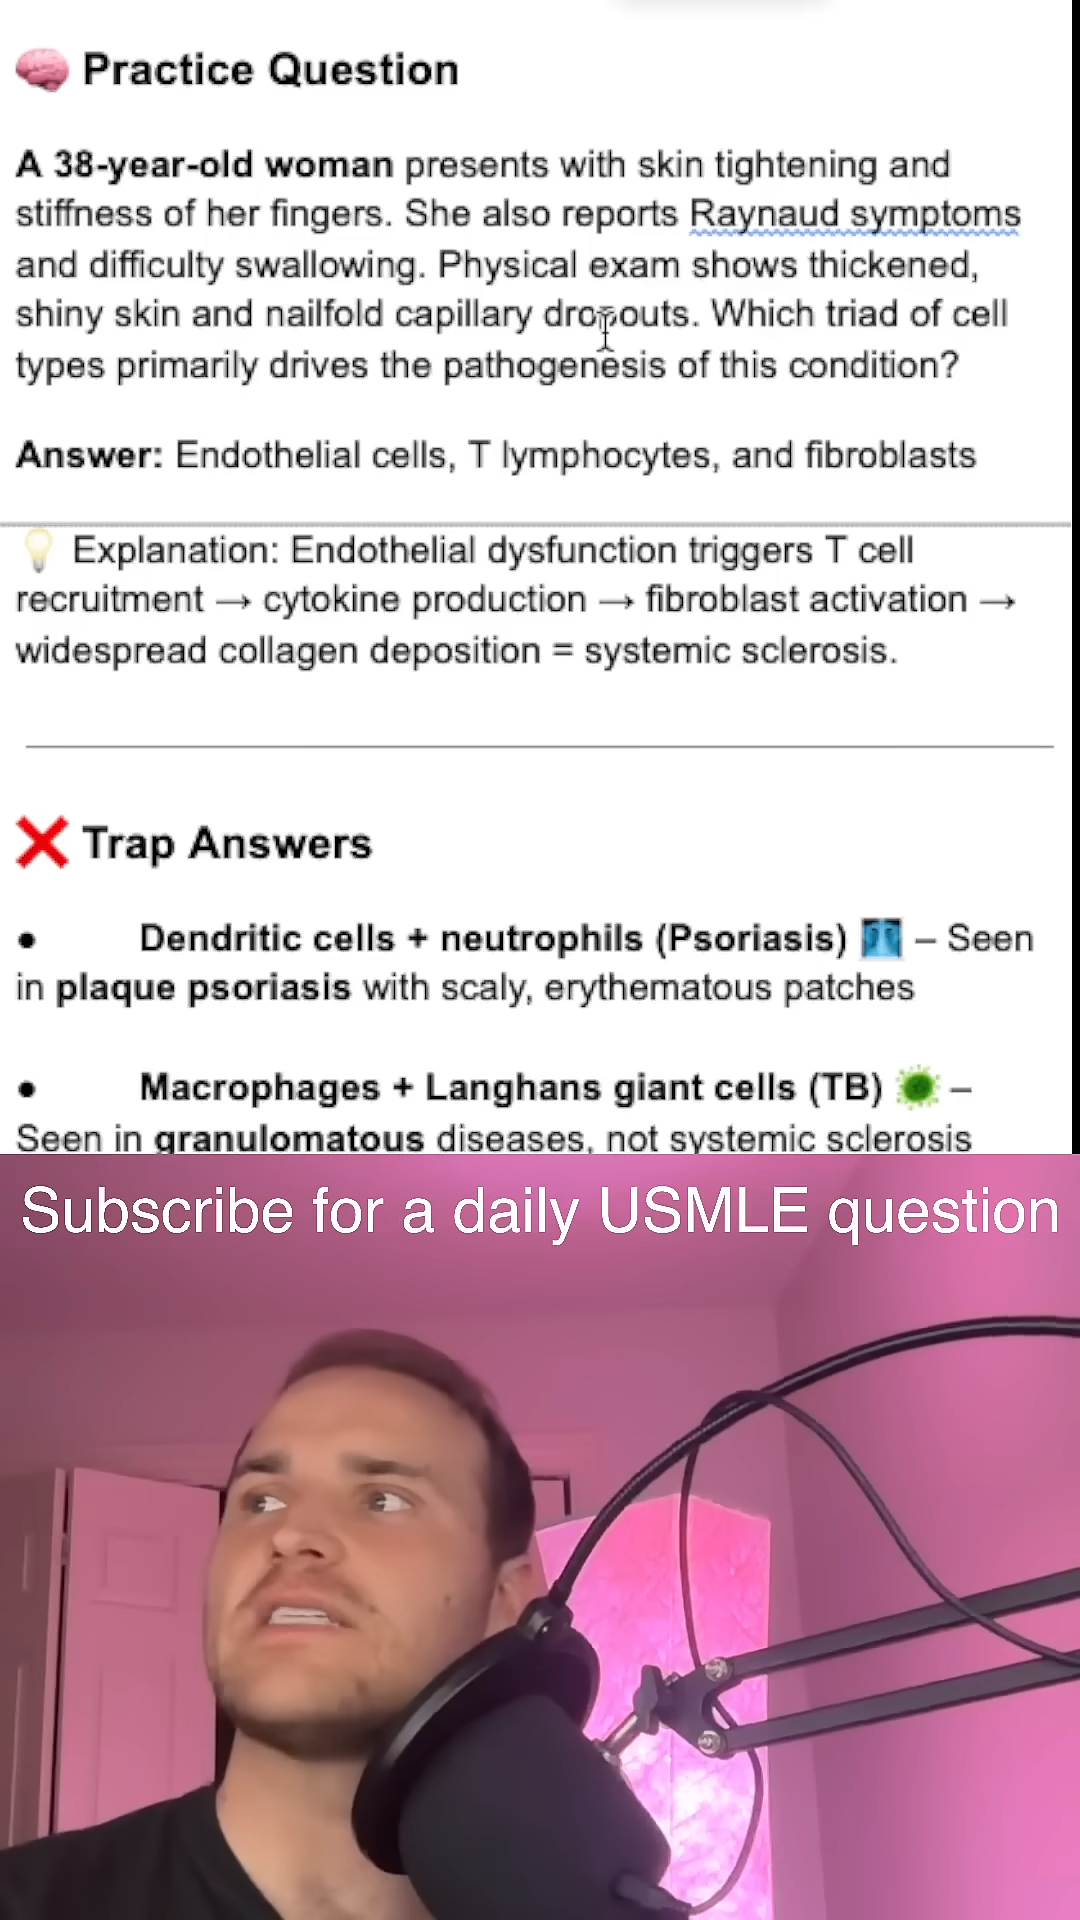 Practice Question
A 38-year-old woman presents with skin tightening and
stiffness of her fingers. She also reports Raynaud symptoms
and difficulty swallowing. Physical exam shows thickened,
shiny skin and nailfold capillary dropouts. Which triad of cell
types primarily drives the pathogenesis of this condition?
Answer: Endothelial cells, T lymphocytes, and fibroblasts
Explanation: Endothelial dysfunction triggers T cell
recruitment → cytokine production → fibroblast activation →
widespread collagen deposition = systemic sclerosis.
Trap Answers
● Dendritic cells + neutrophils (Psoriasis) – Seen
in plaque psoriasis with scaly, erythematous patches
● Macrophages + Langhans giant cells (TB) –
Seen in granulomatous diseases, not systemic sclerosis
Subscribe for a daily USMLE question